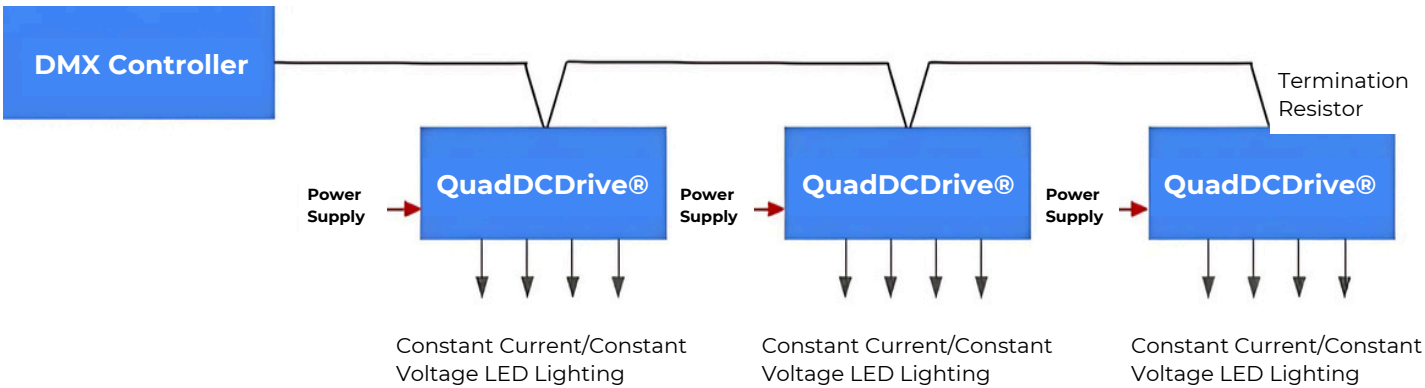 DMX Controller
Termination
Resistor
QuadDCDrive®
QuadDCDrive®
QuadDCDrive®
Power
Supply
Power
Supply
Power
Supply
Constant Current/Constant
Voltage LED Lighting
Constant Current/Constant
Voltage LED Lighting
Constant Current/Constant
Voltage LED Lighting